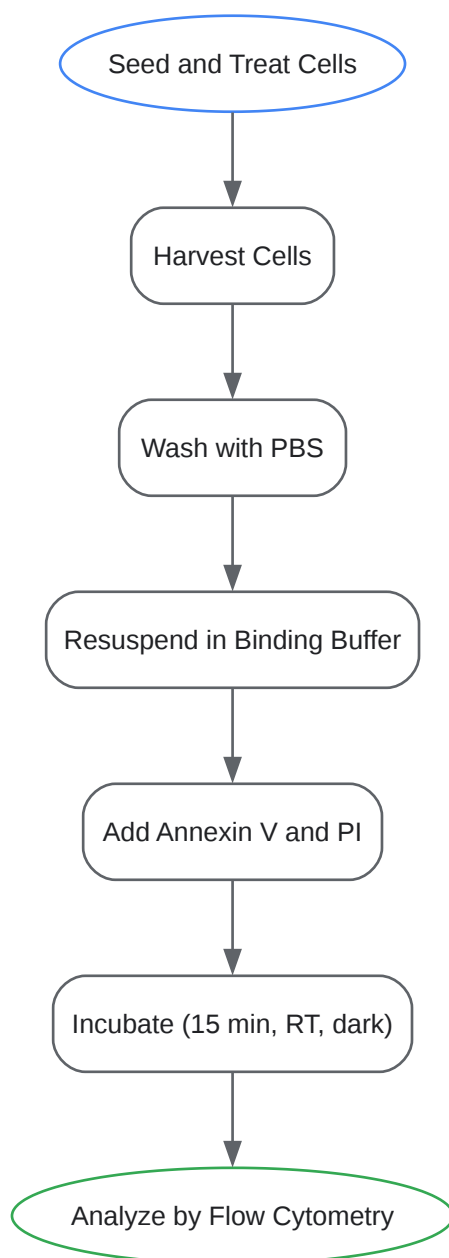 Seed and Treat Cells
Harvest Cells
Wash with PBS
Resuspend in Binding Buffer
Add Annexin V and PI
Incubate (15 min, RT, dark)
Analyze by Flow Cytometry